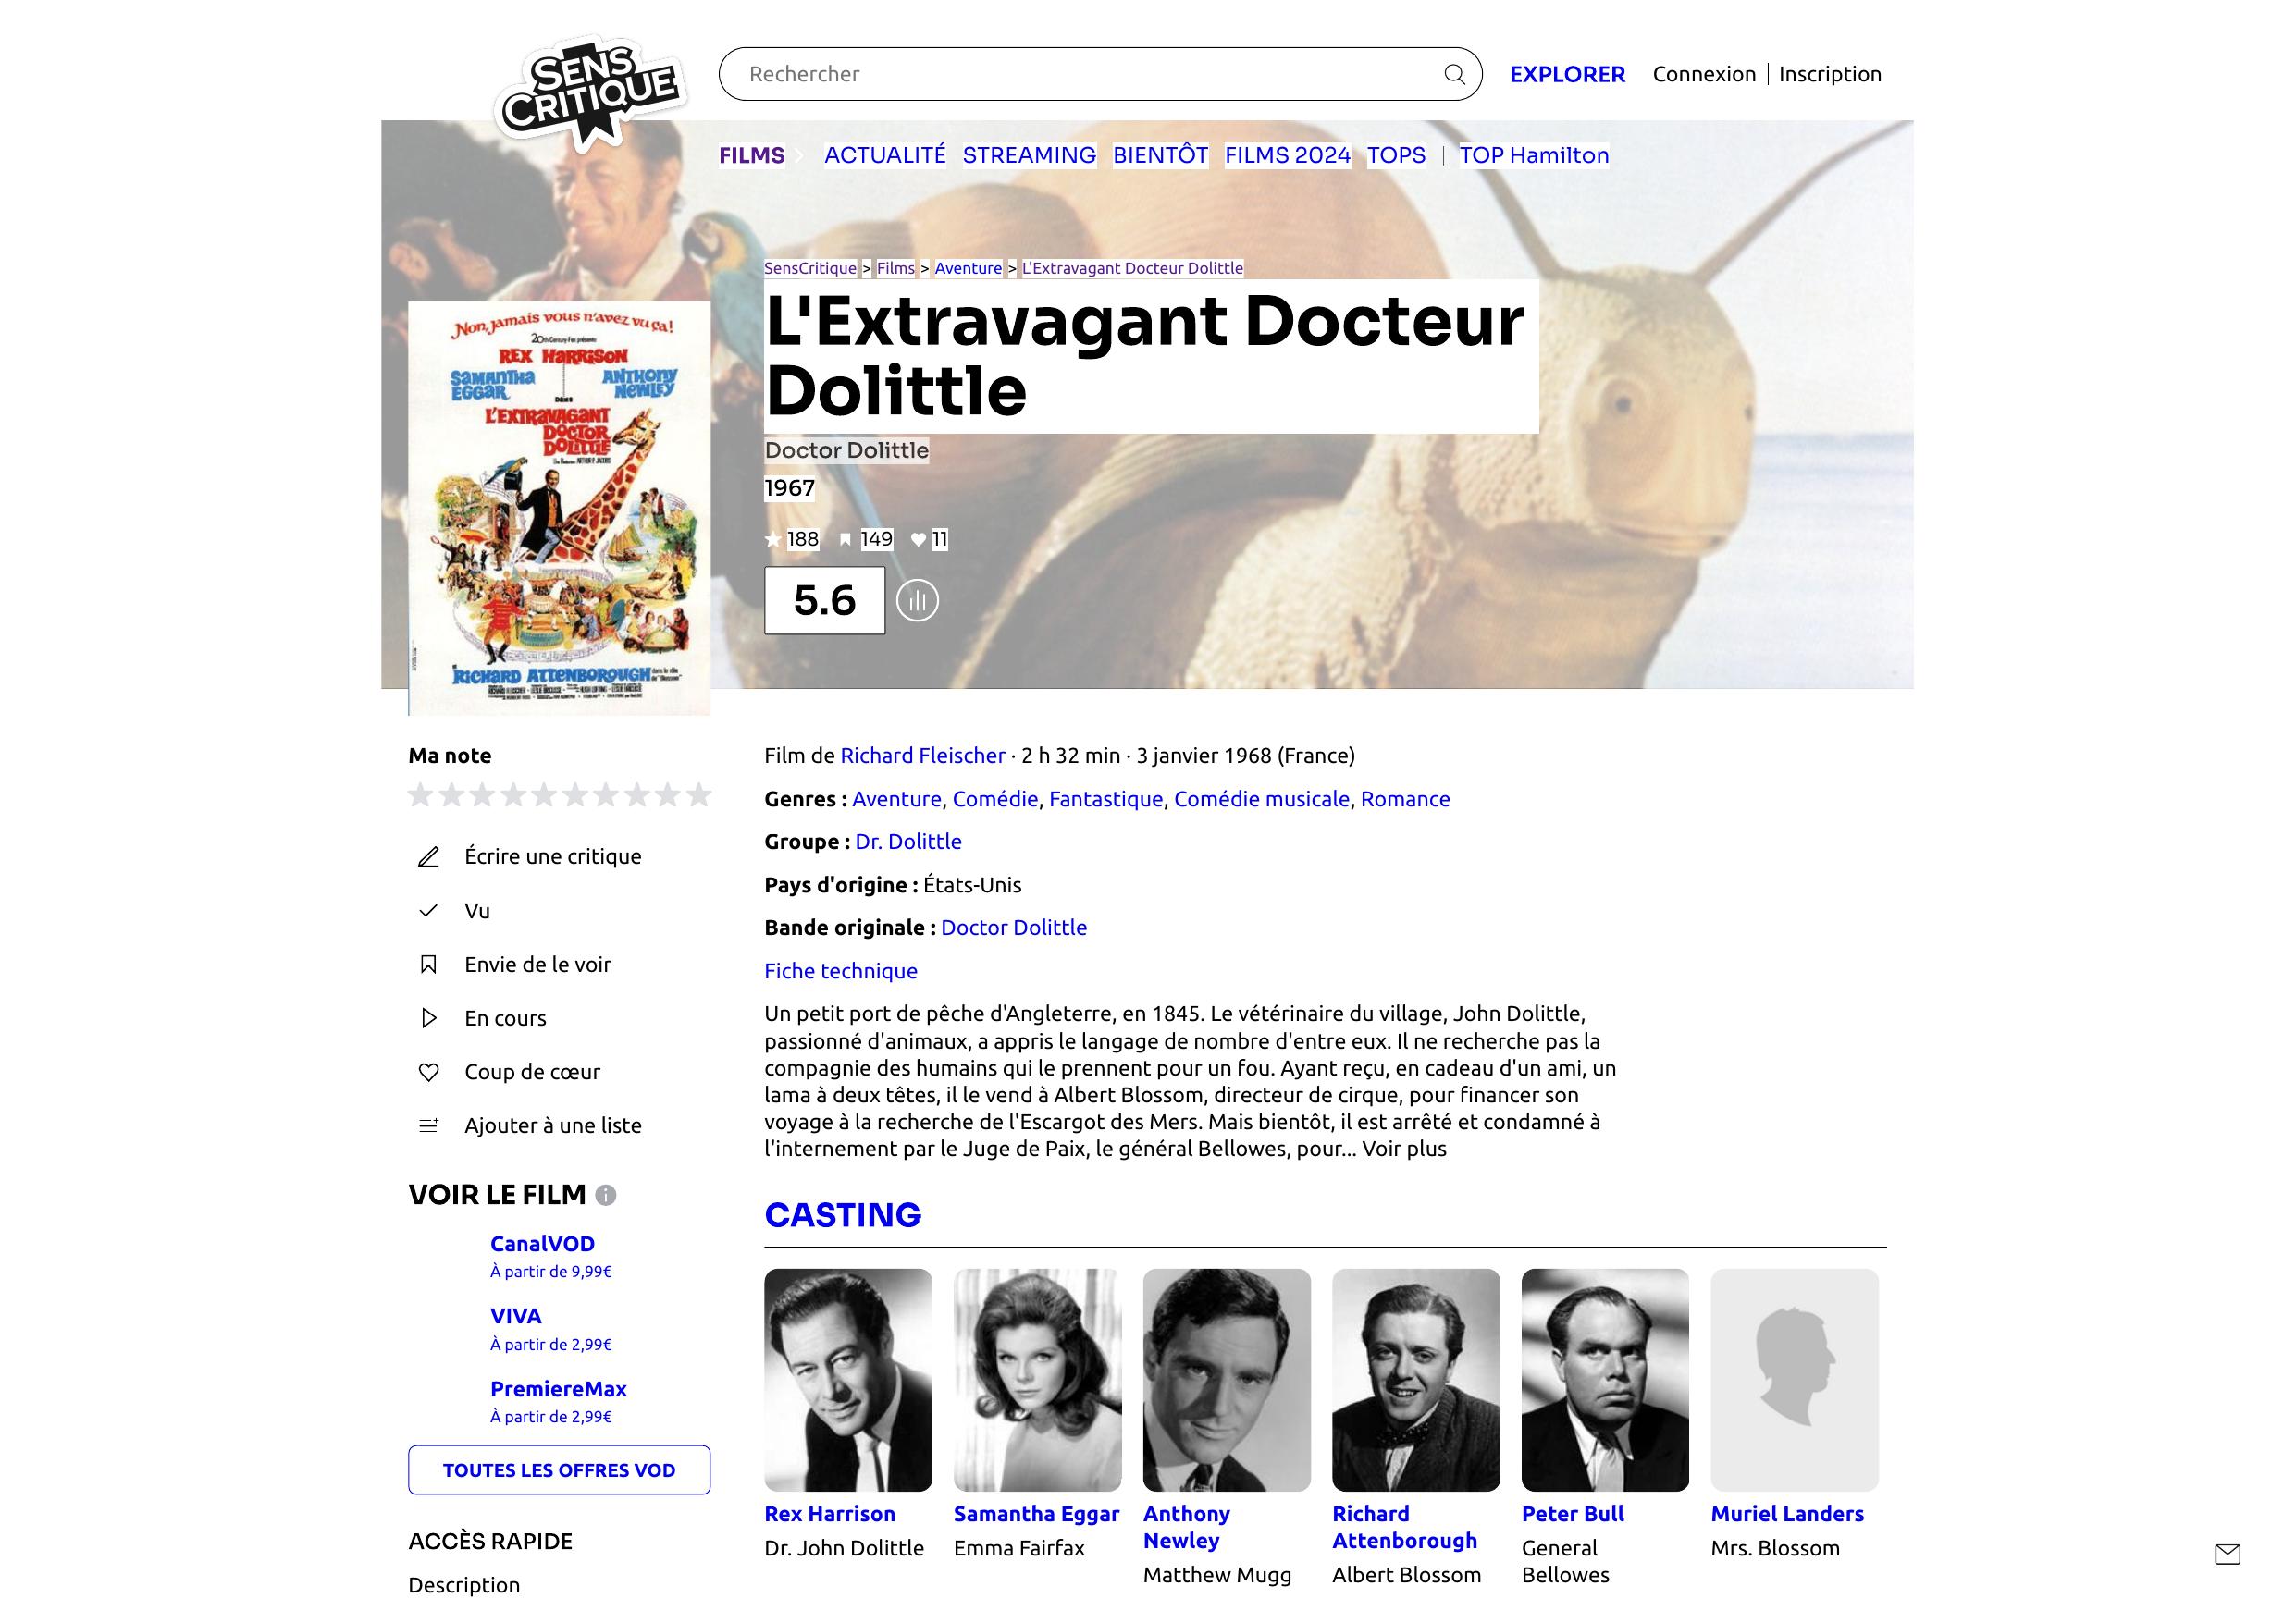 SENS
CRITIQUE
Rechercher
EXPLORER
Connexion
Inscription
FILMS
ACTUALITÉ
STREAMING
BIENTÔT
FILMS 2024
TOPS
TOP Hamilton
SensCritique > Films > Aventure > L'Extravagant Docteur Dolittle
L'Extravagant Docteur
Dolittle
Doctor Dolittle
1967
188
149
11
5.6
Non, jamais vous n'avez vu ça!
20th Century-Fox présente
REX HARRISON
SAMANTHA
EGGAR
ANTHONY
NEWLEY
DANS
L'EXTRAVAGANT
DOCTOR
DOLITTLE
RICHARD ATTENBOROUGH
Ma note
Écrire une critique
Vu
Envie de le voir
En cours
Coup de cœur
Ajouter à une liste
VOIR LE FILM
CanalVOD
À partir de 9,99€
VIVA
À partir de 2,99€
PremiereMax
À partir de 2,99€
TOUTES LES OFFRES VOD
ACCÈS RAPIDE
Description
Film de Richard Fleischer · 2 h 32 min · 3 janvier 1968 (France)
Genres : Aventure, Comédie, Fantastique, Comédie musicale, Romance
Groupe : Dr. Dolittle
Pays d'origine : États-Unis
Bande originale : Doctor Dolittle
Fiche technique
Un petit port de pêche d'Angleterre, en 1845. Le vétérinaire du village, John Dolittle,
passionné d'animaux, a appris le langage de nombre d'entre eux. Il ne recherche pas la
compagnie des humains qui le prennent pour un fou. Ayant reçu, en cadeau d'un ami, un
lama à deux têtes, il le vend à Albert Blossom, directeur de cirque, pour financer son
voyage à la recherche de l'Escargot des Mers. Mais bientôt, il est arrêté et condamné à
l'internement par le Juge de Paix, le général Bellowes, pour... Voir plus
CASTING
Rex Harrison
Dr. John Dolittle
Samantha Eggar
Emma Fairfax
Anthony
Newley
Matthew Mugg
Richard
Attenborough
Albert Blossom
Peter Bull
General
Bellowes
Muriel Landers
Mrs. Blossom